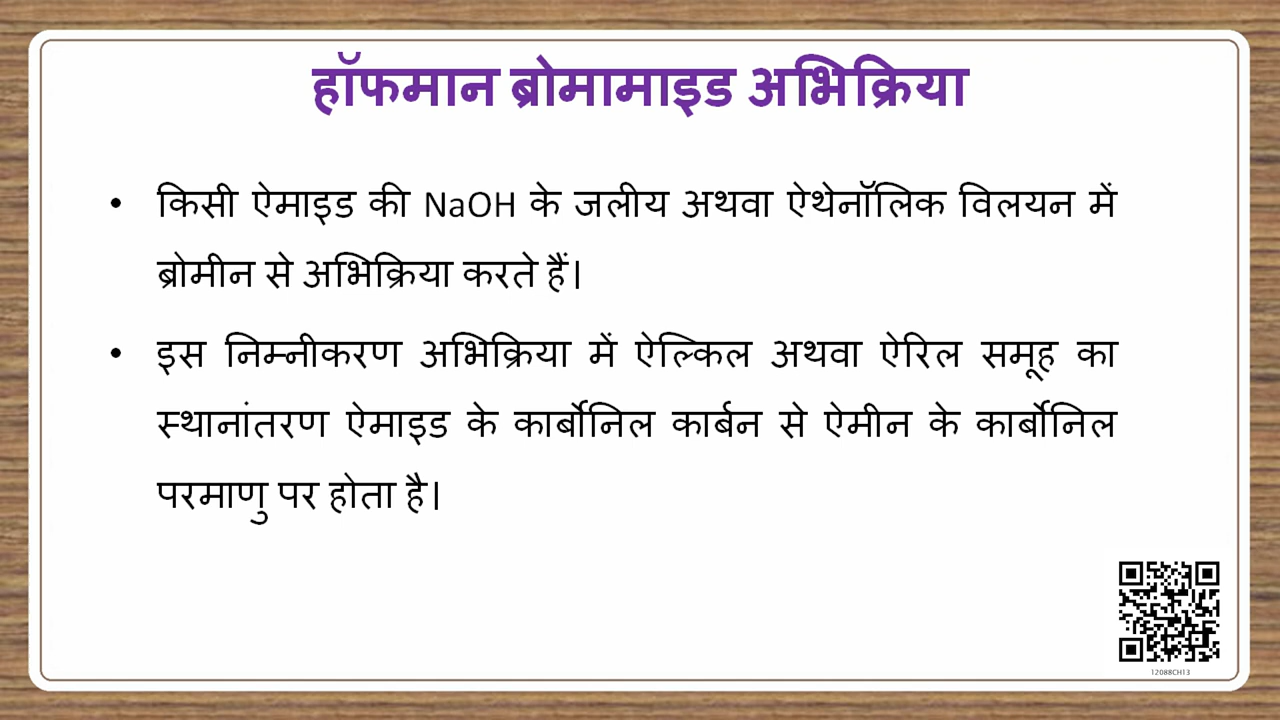 हॉफमान ब्रोमामाइड अभिक्रिया
• किसी ऐमाइड की NaOH के जलीय अथवा ऐथेनॉलिक विलयन में
ब्रोमीन से अभिक्रिया करते हैं।
• इस निम्नीकरण अभिक्रिया में ऐल्किल अथवा ऐरिल समूह का
स्थानांतरण ऐमाइड के कार्बोनिल कार्बन से ऐमीन के कार्बोनिल
परमाणु पर होता है।
12088CH13